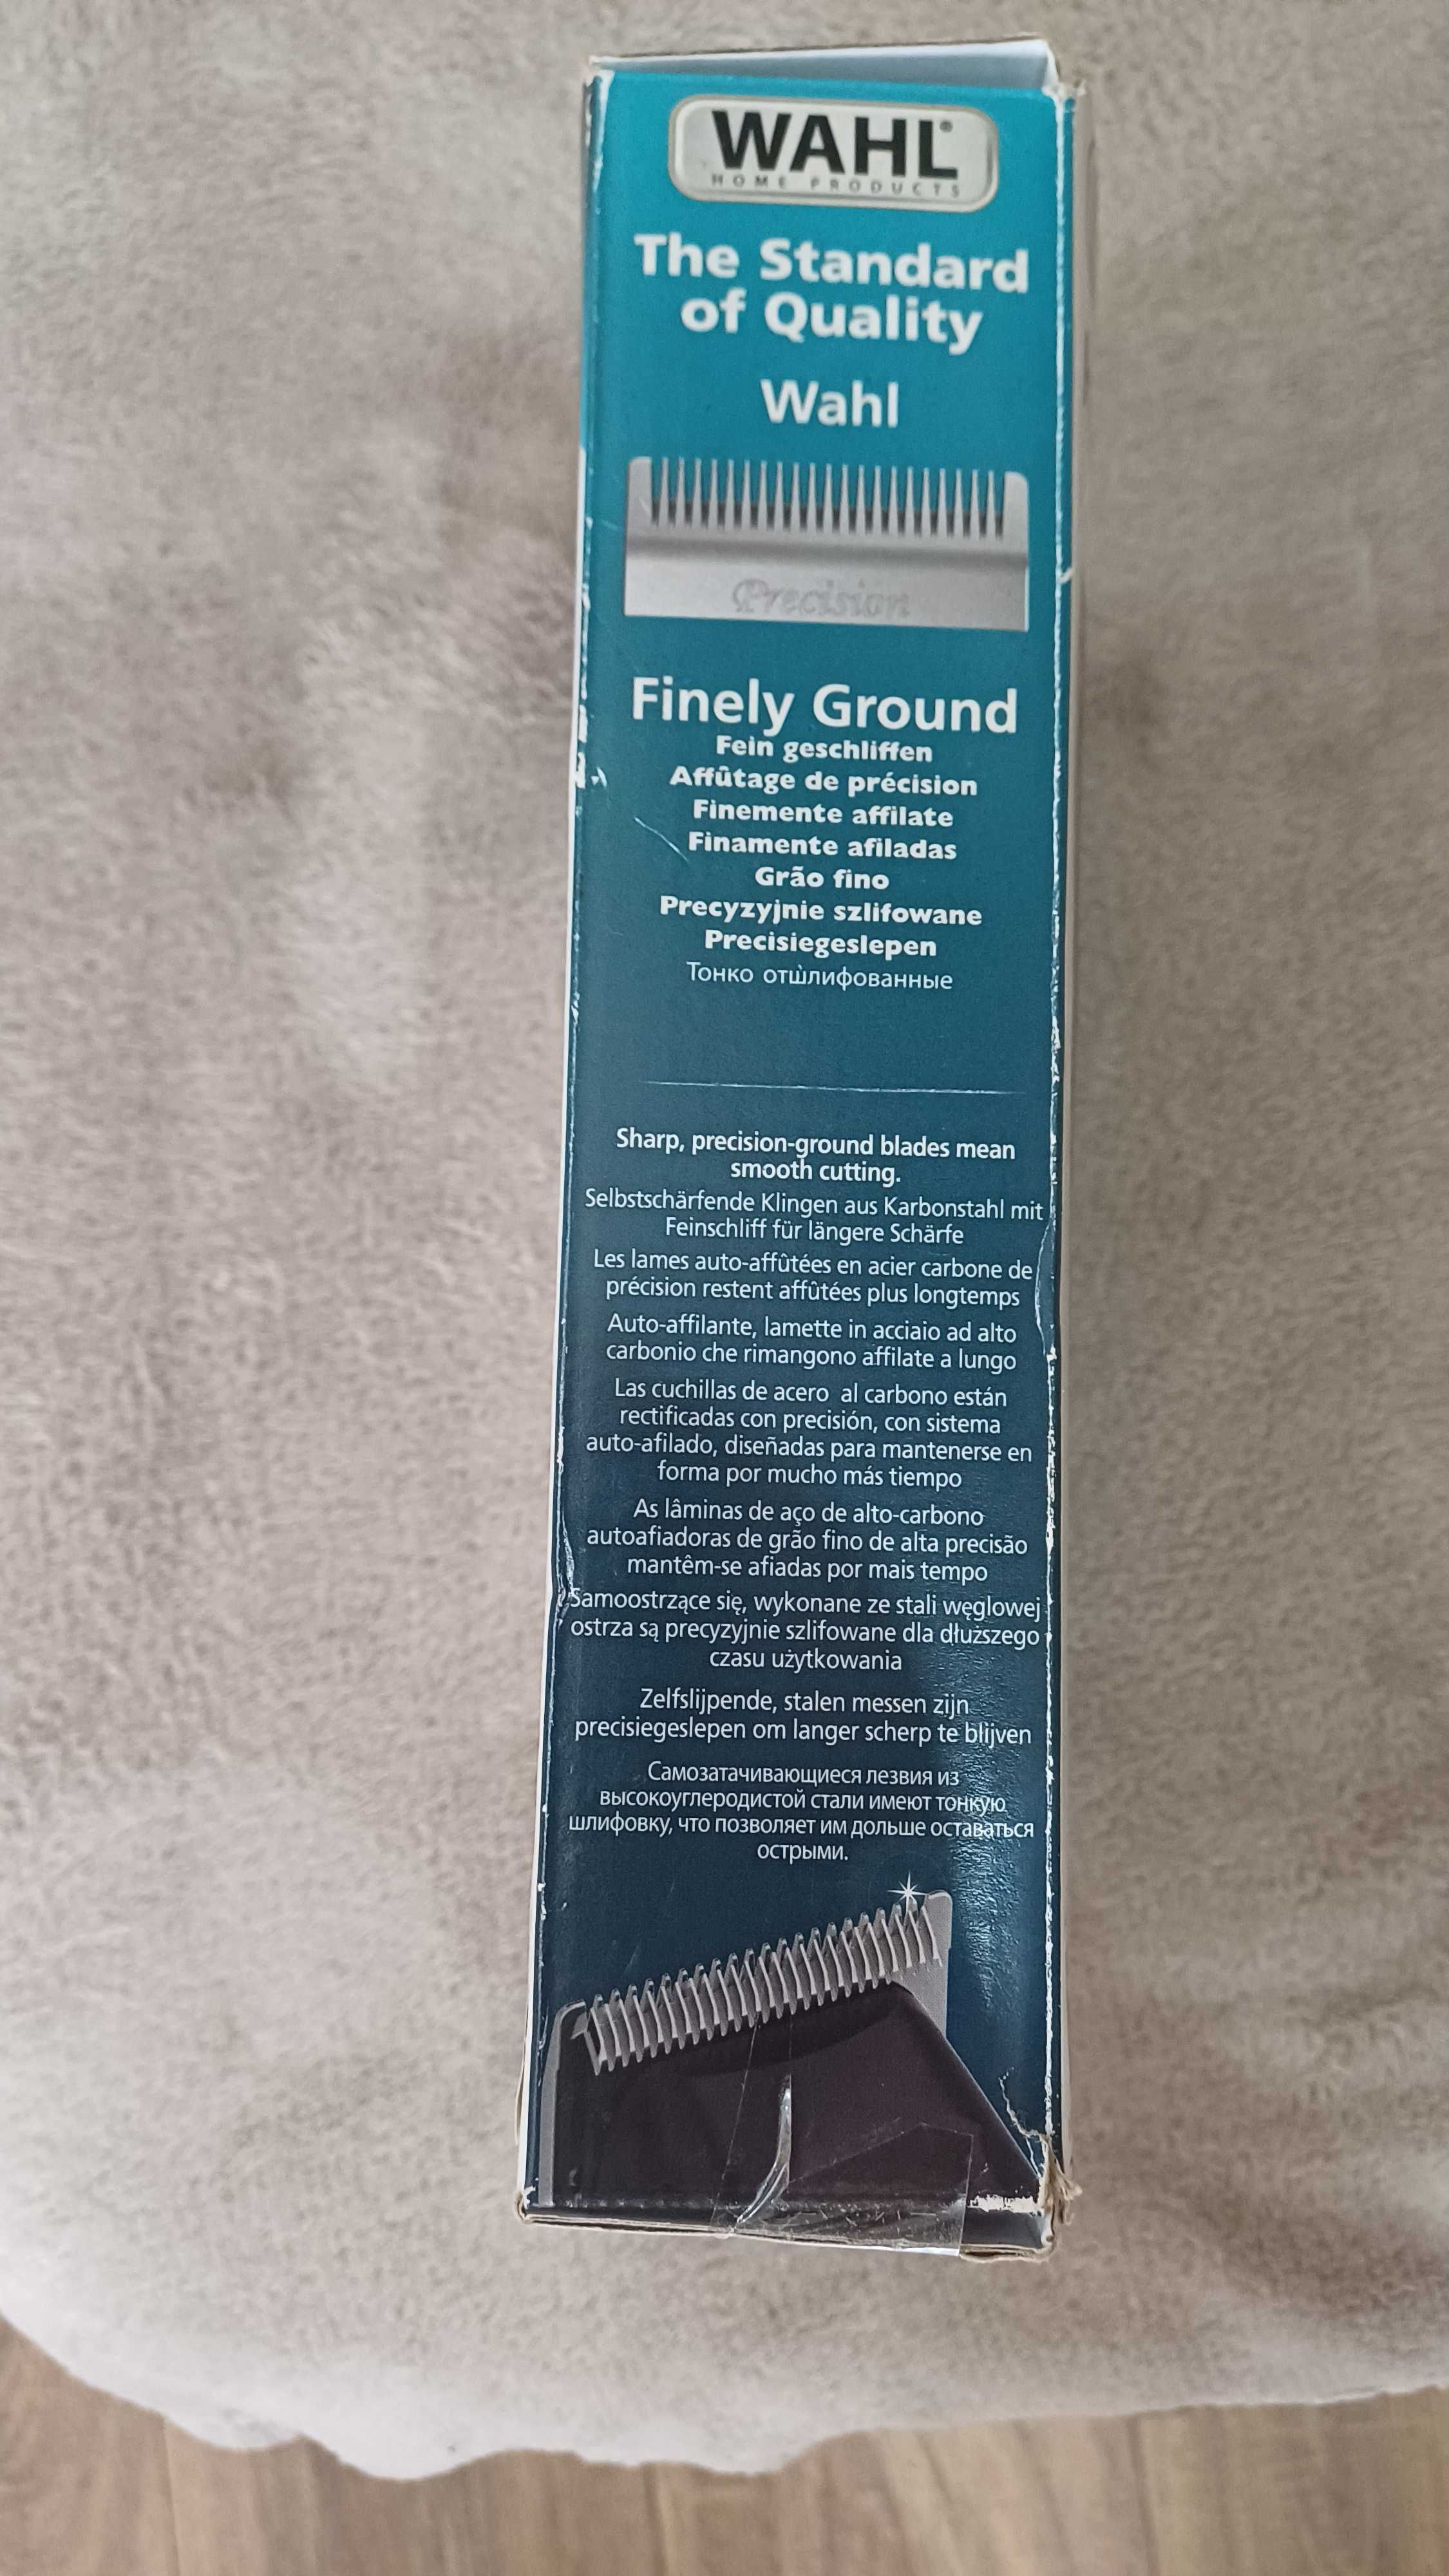 WAHL®
HOME PRODUCTS
The Standard
of Quality
Wahl
Precision
Finely Ground
Fein geschliffen
Affûtage de précision
Finemente affilate
Finamente afiladas
Grão fino
Precyzyjnie szlifowane
Precisiegeslepen
Тонко отшлифованные
Sharp, precision-ground blades mean
smooth cutting.
Selbstschärfende Klingen aus Karbonstahl mit
Feinschliff für längere Schärfe
Les lames auto-affûtées en acier carbone de
précision restent affûtées plus longtemps
Auto-affilante, lamette in acciaio ad alto
carbonio che rimangono affilate a lungo
Las cuchillas de acero al carbono están
rectificadas con precisión, con sistema
auto-afilado, diseñadas para mantenerse en
forma por mucho más tiempo
As lâminas de aço de alto-carbono
autoafiadoras de grão fino de alta precisão
mantêm-se afiadas por mais tempo
Samoostrzące się, wykonane ze stali węglowej
ostrza są precyzyjnie szlifowane dla dłuższego
czasu użytkowania
Zelfslijpende, stalen messen zijn
precisiegeslepen om langer scherp te blijven
Самозатачивающиеся лезвия из
высокоуглеродистой стали имеют тонкую
шлифовку, что позволяет им дольше оставаться
острыми.